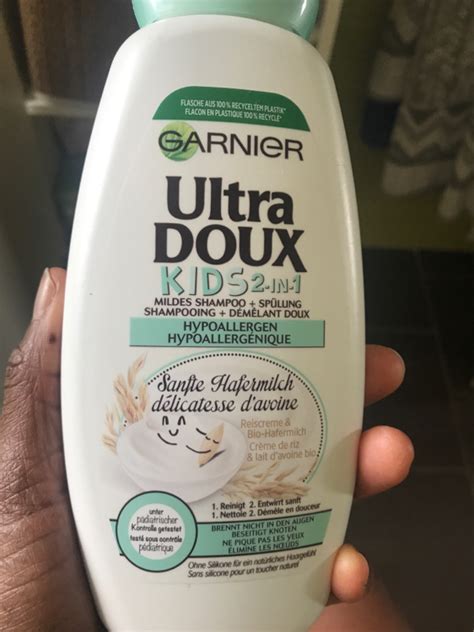 FLASCHE AUS 100% RECYCELTEM PLASTIK*
FLACON EN PLASTIQUE 100% RECYCLÉ*
GARNIER
Ultra
DOUX
KIDS 2-IN-1
MILDES SHAMPOO + SPÜLUNG
SHAMPOOING + DÉMÊLANT DOUX
HYPOALLERGEN
HYPOALLERGÉNIQUE
Sanfte Hafermilch
délicatesse d'avoine
Reiscreme &
Bio-Hafermilch
Crème de riz
& lait d'avoine bio
1. Reinigt 2. Entwirrt sanft
1. Nettoie 2. Démêle en douceur
unter
pädiatrischer
Kontrolle getestet
testé sous contrôle
pédiatrique
BRENNT NICHT IN DEN AUGEN
BESEITIGT KNOTEN
NE PIQUE PAS LES YEUX
ÉLIMINE LES NŒUDS
Ohne Silikone für ein natürliches Haargefühl
Sans silicone pour un toucher naturel